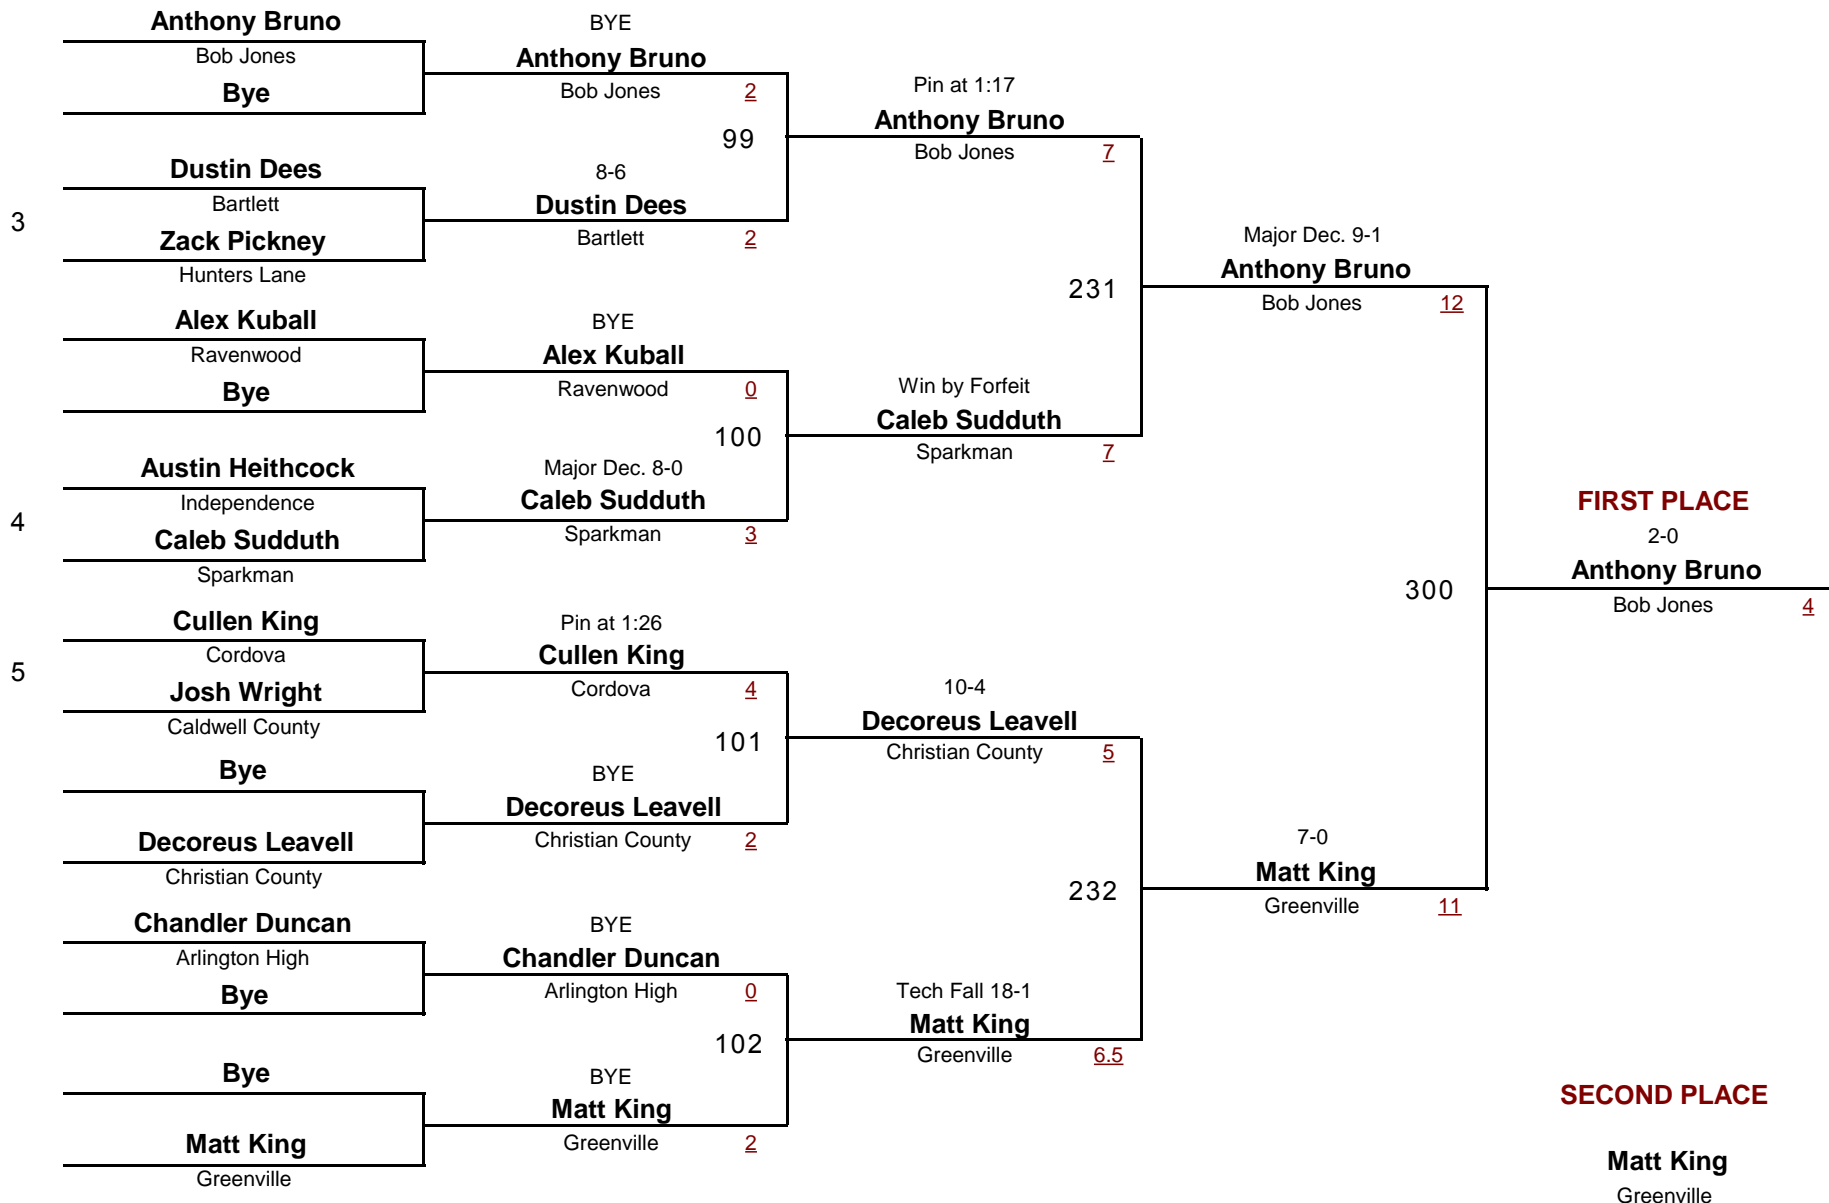 Anthony Bruno
Bob Jones
Bye
3
Dustin Dees
Bartlett
Zack Pickney
Hunters Lane
Alex Kuball
Ravenwood
Bye
4
Austin Heithcock
Independence
Caleb Sudduth
Sparkman
5
Cullen King
Cordova
Josh Wright
Caldwell County
Bye
Decoreus Leavell
Christian County
Chandler Duncan
Arlington High
Bye
Bye
Matt King
Greenville
BYE
Anthony Bruno
Bob Jones 2
99
8-6
Dustin Dees
Bartlett 2
BYE
Alex Kuball
Ravenwood 0
100
Major Dec. 8-0
Caleb Sudduth
Sparkman 3
Pin at 1:26
Cullen King
Cordova 4
101
BYE
Decoreus Leavell
Christian County 2
BYE
Chandler Duncan
Arlington High 0
102
BYE
Matt King
Greenville 2
Pin at 1:17
Anthony Bruno
Bob Jones 7
231
Win by Forfeit
Caleb Sudduth
Sparkman 7
10-4
Decoreus Leavell
Christian County 5
232
Tech Fall 18-1
Matt King
Greenville 6.5
Major Dec. 9-1
Anthony Bruno
Bob Jones 12
300
7-0
Matt King
Greenville 11
FIRST PLACE
2-0
Anthony Bruno
Bob Jones 4
SECOND PLACE
Matt King
Greenville